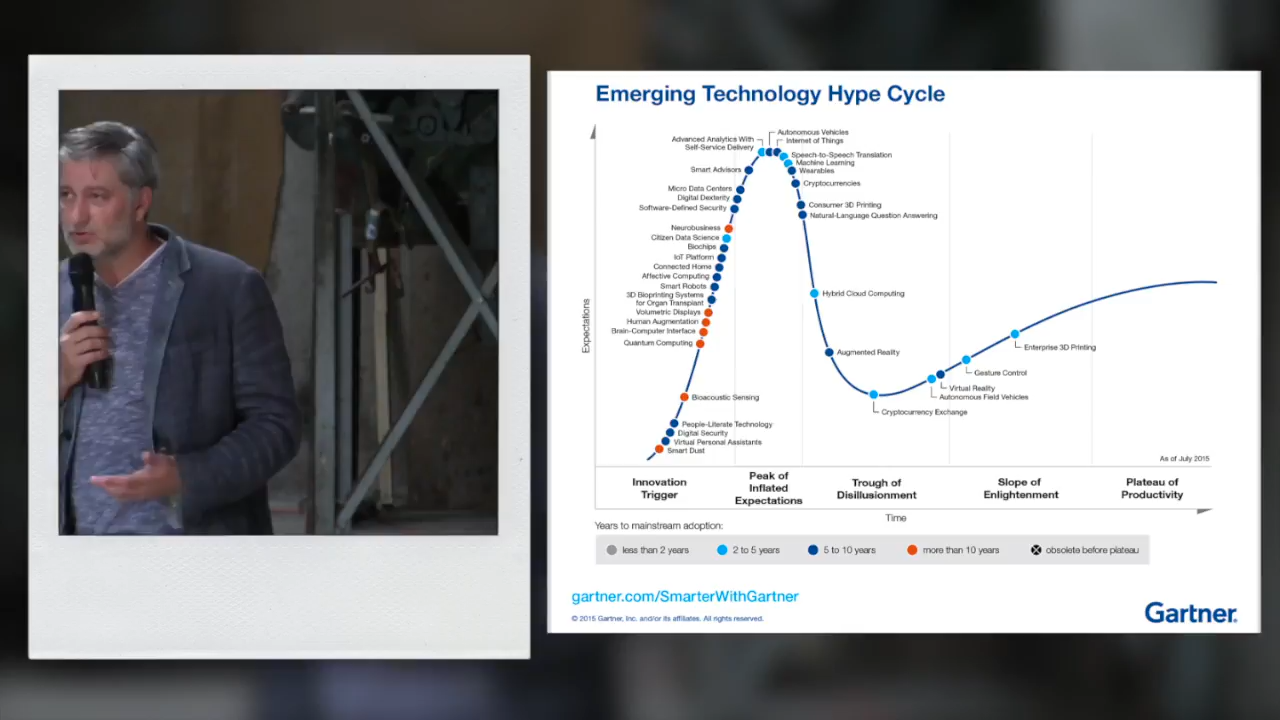 Emerging Technology Hype Cycle
Expectations
Advanced Analytics With
Self-Service Delivery
Autonomous Vehicles
Internet of Things
Speech-to-Speech Translation
Machine Learning
Wearables
Smart Advisors
Cryptocurrencies
Micro Data Centers
Digital Dexterity
Software-Defined Security
Consumer 3D Printing
Natural-Language Question Answering
Neurobusiness
Citizen Data Science
Biochips
IoT Platform
Connected Home
Affective Computing
Smart Robots
3D Bioprinting Systems
for Organ Transplant
Volumetric Displays
Human Augmentation
Brain-Computer Interface
Quantum Computing
Hybrid Cloud Computing
Augmented Reality
Enterprise 3D Printing
Gesture Control
Virtual Reality
Autonomous Field Vehicles
Cryptocurrency Exchange
Bioacoustic Sensing
People-Literate Technology
Digital Security
Virtual Personal Assistants
Smart Dust
As of July 2015
Innovation
Trigger
Peak of
Inflated
Expectations
Trough of
Disillusionment
Slope of
Enlightenment
Plateau of
Productivity
Time
Years to mainstream adoption:
less than 2 years
2 to 5 years
5 to 10 years
more than 10 years
obsolete before plateau
gartner.com/SmarterWithGartner
© 2015 Gartner, Inc. and/or its affiliates. All rights reserved.
Gartner.